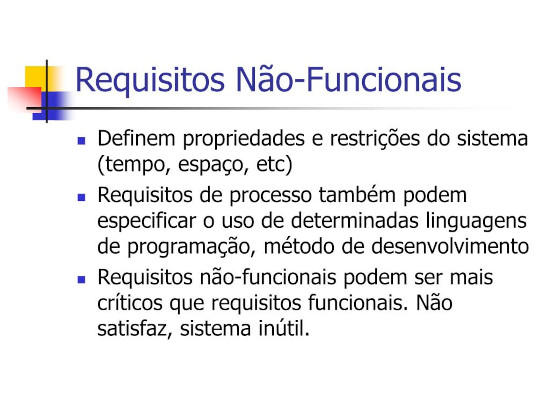 Requisitos Não-Funcionais
Definem propriedades e restrições do sistema
(tempo, espaço, etc)
Requisitos de processo também podem
especificar o uso de determinadas linguagens
de programação, método de desenvolvimento
Requisitos não-funcionais podem ser mais
críticos que requisitos funcionais. Não
satisfaz, sistema inútil.